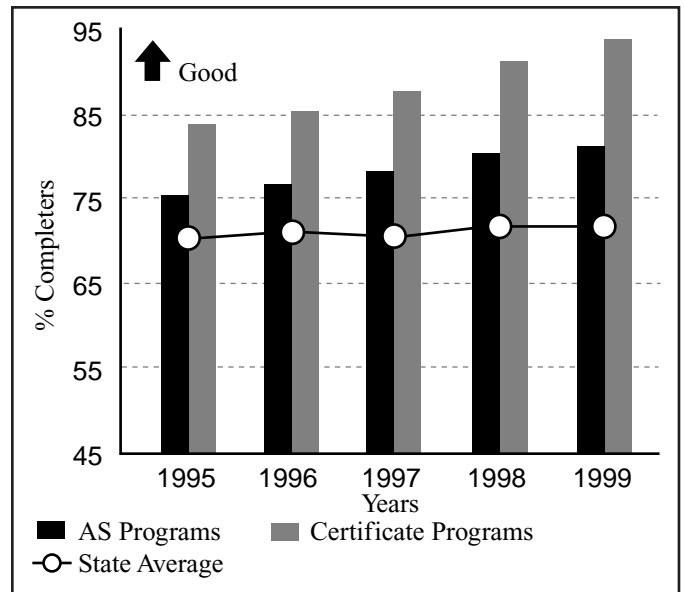 95
Good
85
75
65
55
45
% Completers
1995 1996 1997 1998 1999
Years
AS Programs Certificate Programs
State Average